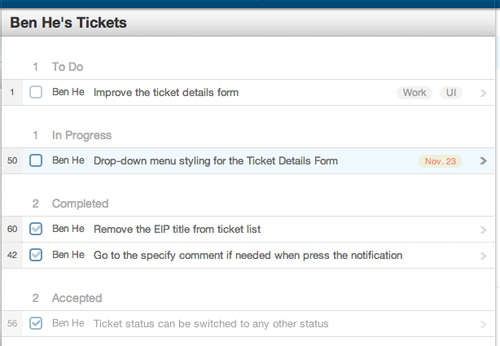 Ben He's Tickets
1 To Do
1 Ben He Improve the ticket details form Work UI
1 In Progress
50 Ben He Drop-down menu styling for the Ticket Details Form Nov. 23
2 Completed
60 Ben He Remove the EIP title from ticket list
42 Ben He Go to the specify comment if needed when press the notification
2 Accepted
56 Ben He Ticket status can be switched to any other status